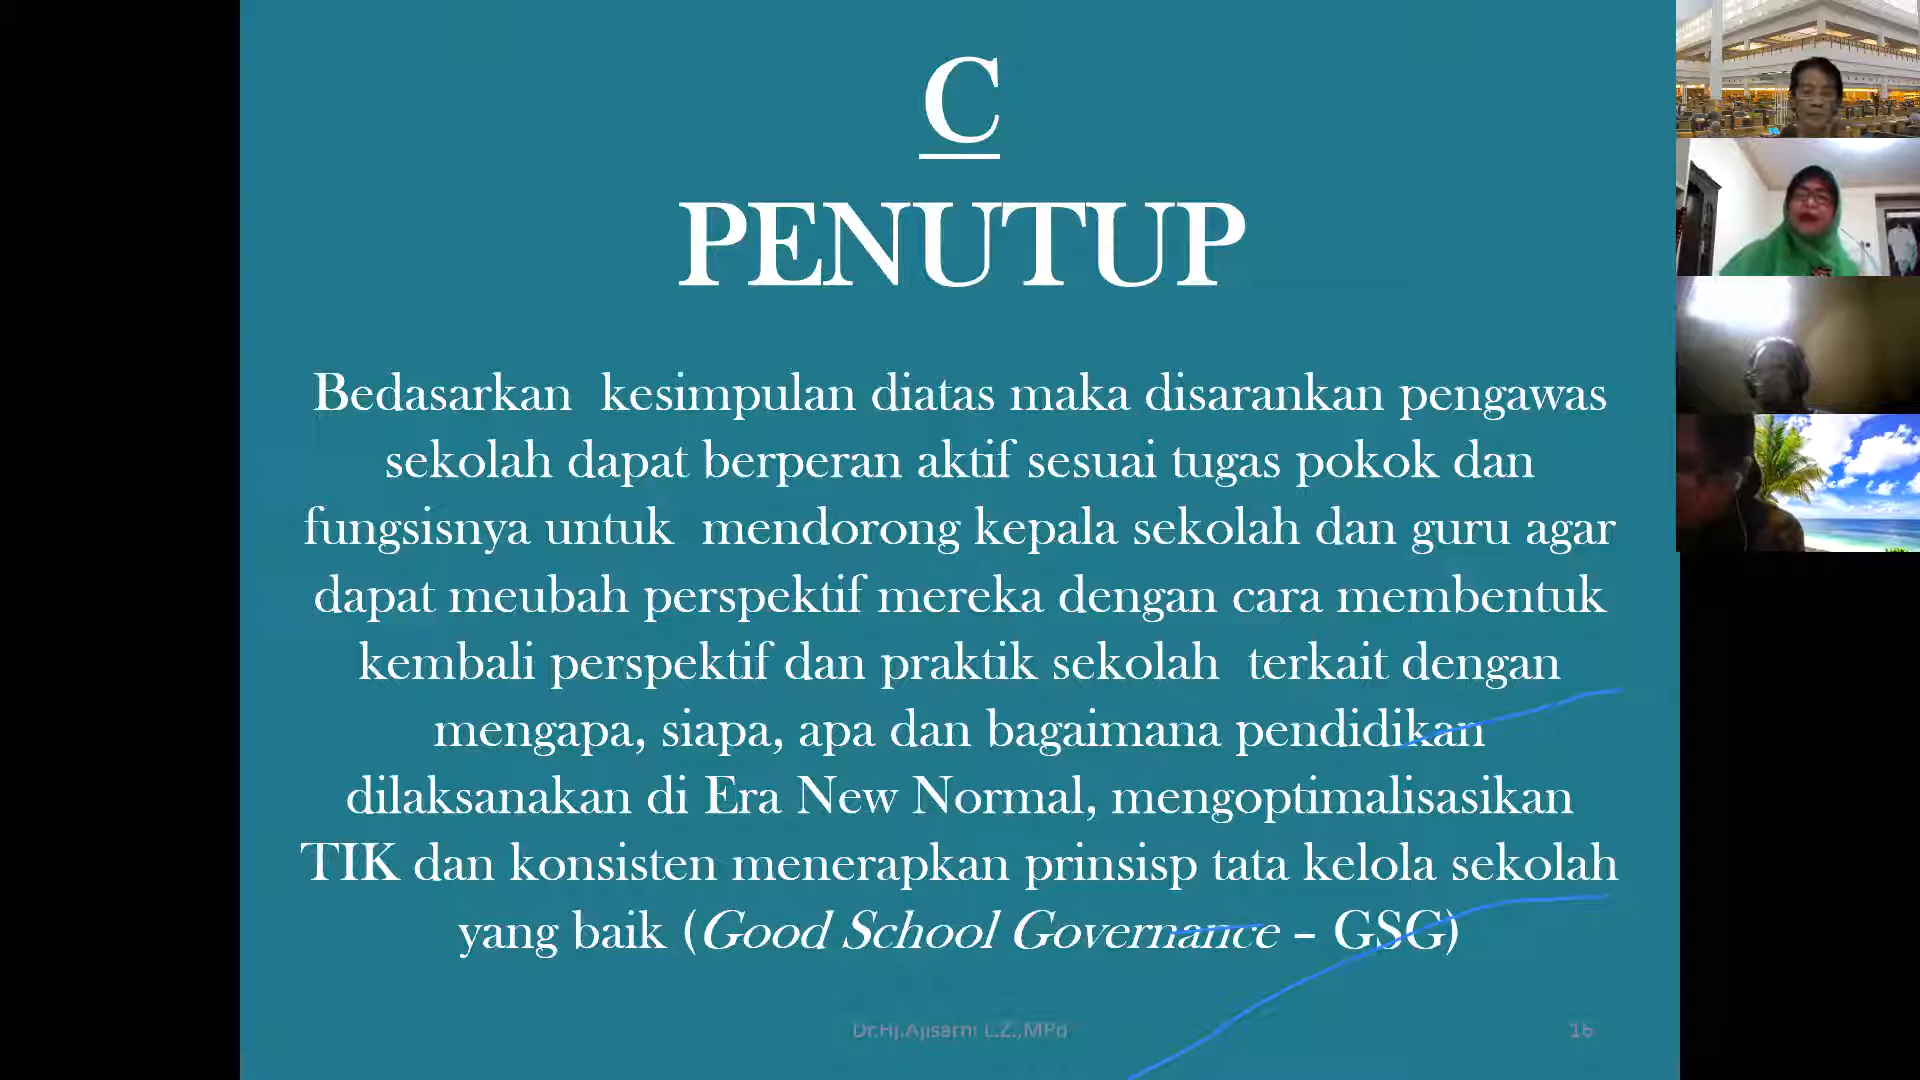 C
PENUTUP
Bedasarkan kesimpulan diatas maka disarankan pengawas
sekolah dapat berperan aktif sesuai tugas pokok dan
fungsisnya untuk mendorong kepala sekolah dan guru agar
dapat meubah perspektif mereka dengan cara membentuk
kembali perspektif dan praktik sekolah terkait dengan
mengapa, siapa, apa dan bagaimana pendidikan
dilaksanakan di Era New Normal, mengoptimalisasikan
TIK dan konsisten menerapkan prinsisp tata kelola sekolah
yang baik (Good School Governance – GSG)
Dr.Hj.Ajisarni L.Z.,MPd
16